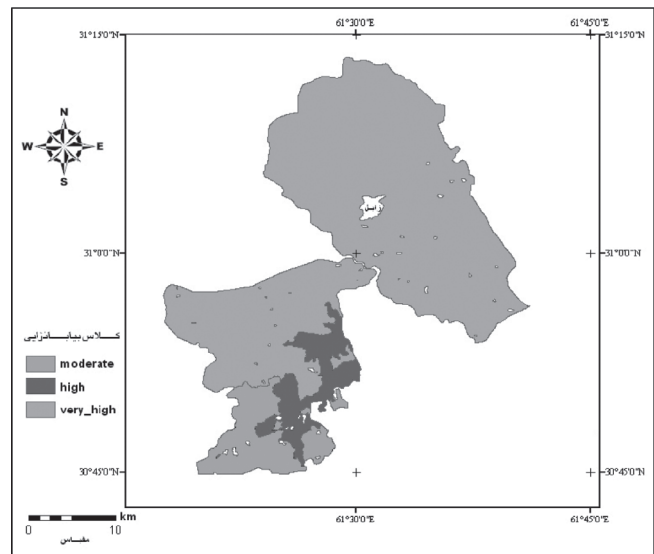 61°30'0"E 61°45'0"E
31°15'0"N 31°15'0"N
N
W E
S
زابل
31°0'0"N 31°0'0"N
کلاس بیابانزایی
moderate
high
very_high
30°45'0"N 30°45'0"N
km
0 10
مقیاس
61°30'0"E 61°45'0"E